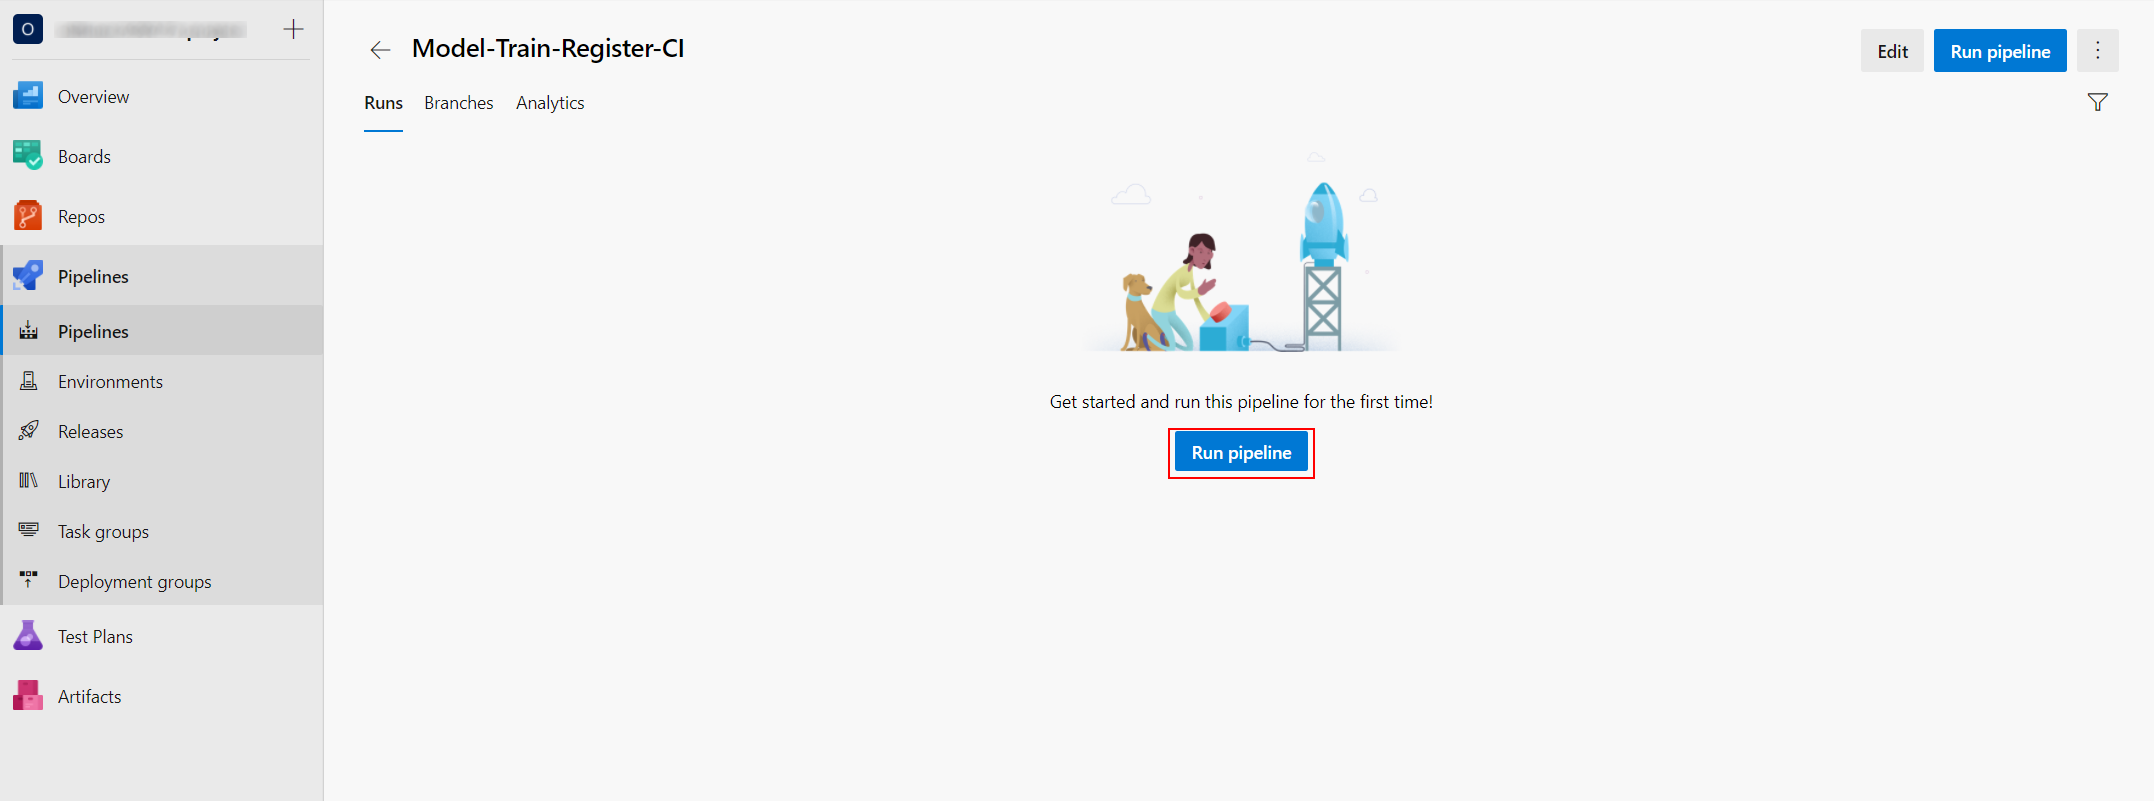 O
Model-Train-Register-CI
Edit
Run pipeline
Runs
Branches
Analytics
Overview
Boards
Repos
Pipelines
Pipelines
Environments
Releases
Library
Task groups
Deployment groups
Test Plans
Artifacts
Get started and run this pipeline for the first time!
Run pipeline